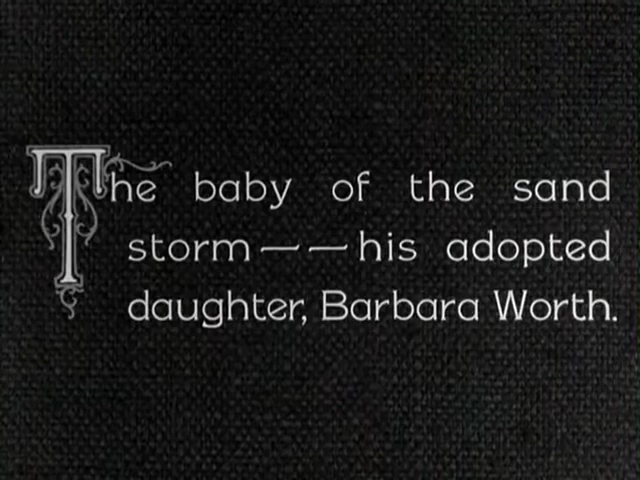 The baby of the sand
storm — — his adopted
daughter, Barbara Worth.